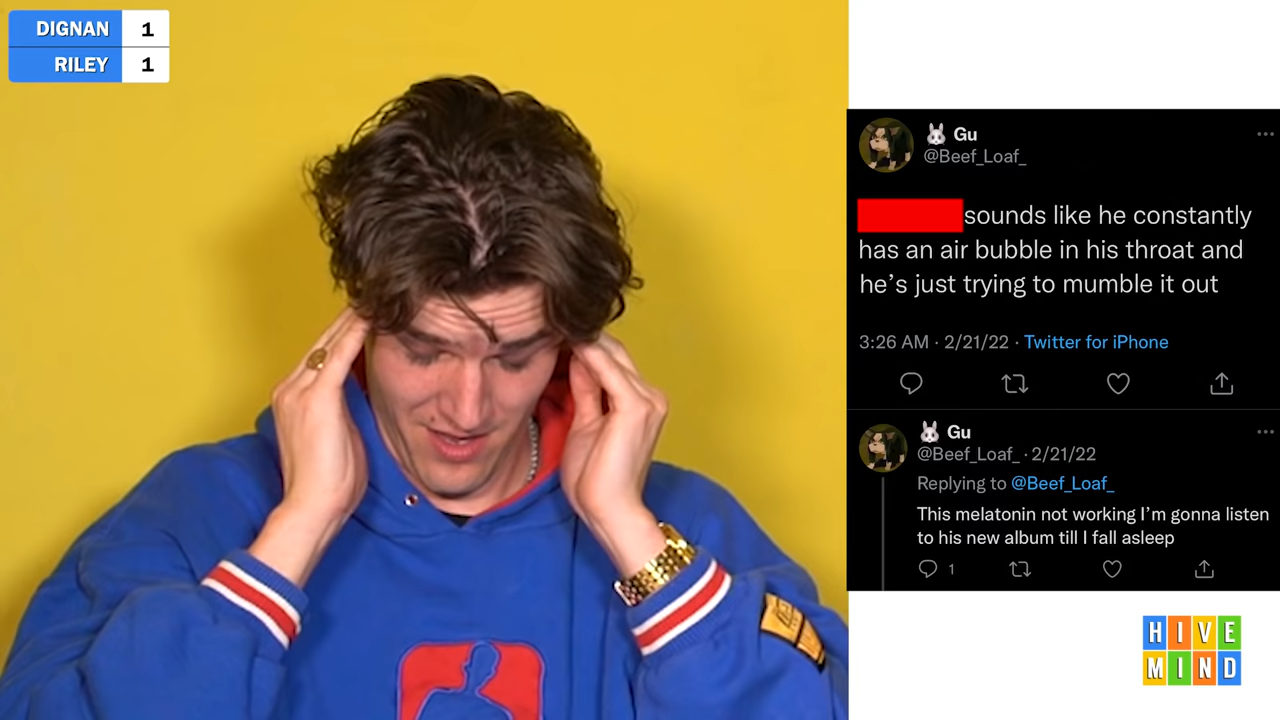 DIGNAN 1
RILEY 1
Gu
@Beef_Loaf_
sounds like he constantly
has an air bubble in his throat and
he's just trying to mumble it out
3:26 AM · 2/21/22 · Twitter for iPhone
Gu
@Beef_Loaf_ · 2/21/22
Replying to @Beef_Loaf_
This melatonin not working I'm gonna listen
to his new album till I fall asleep
1
HIVE
MIND